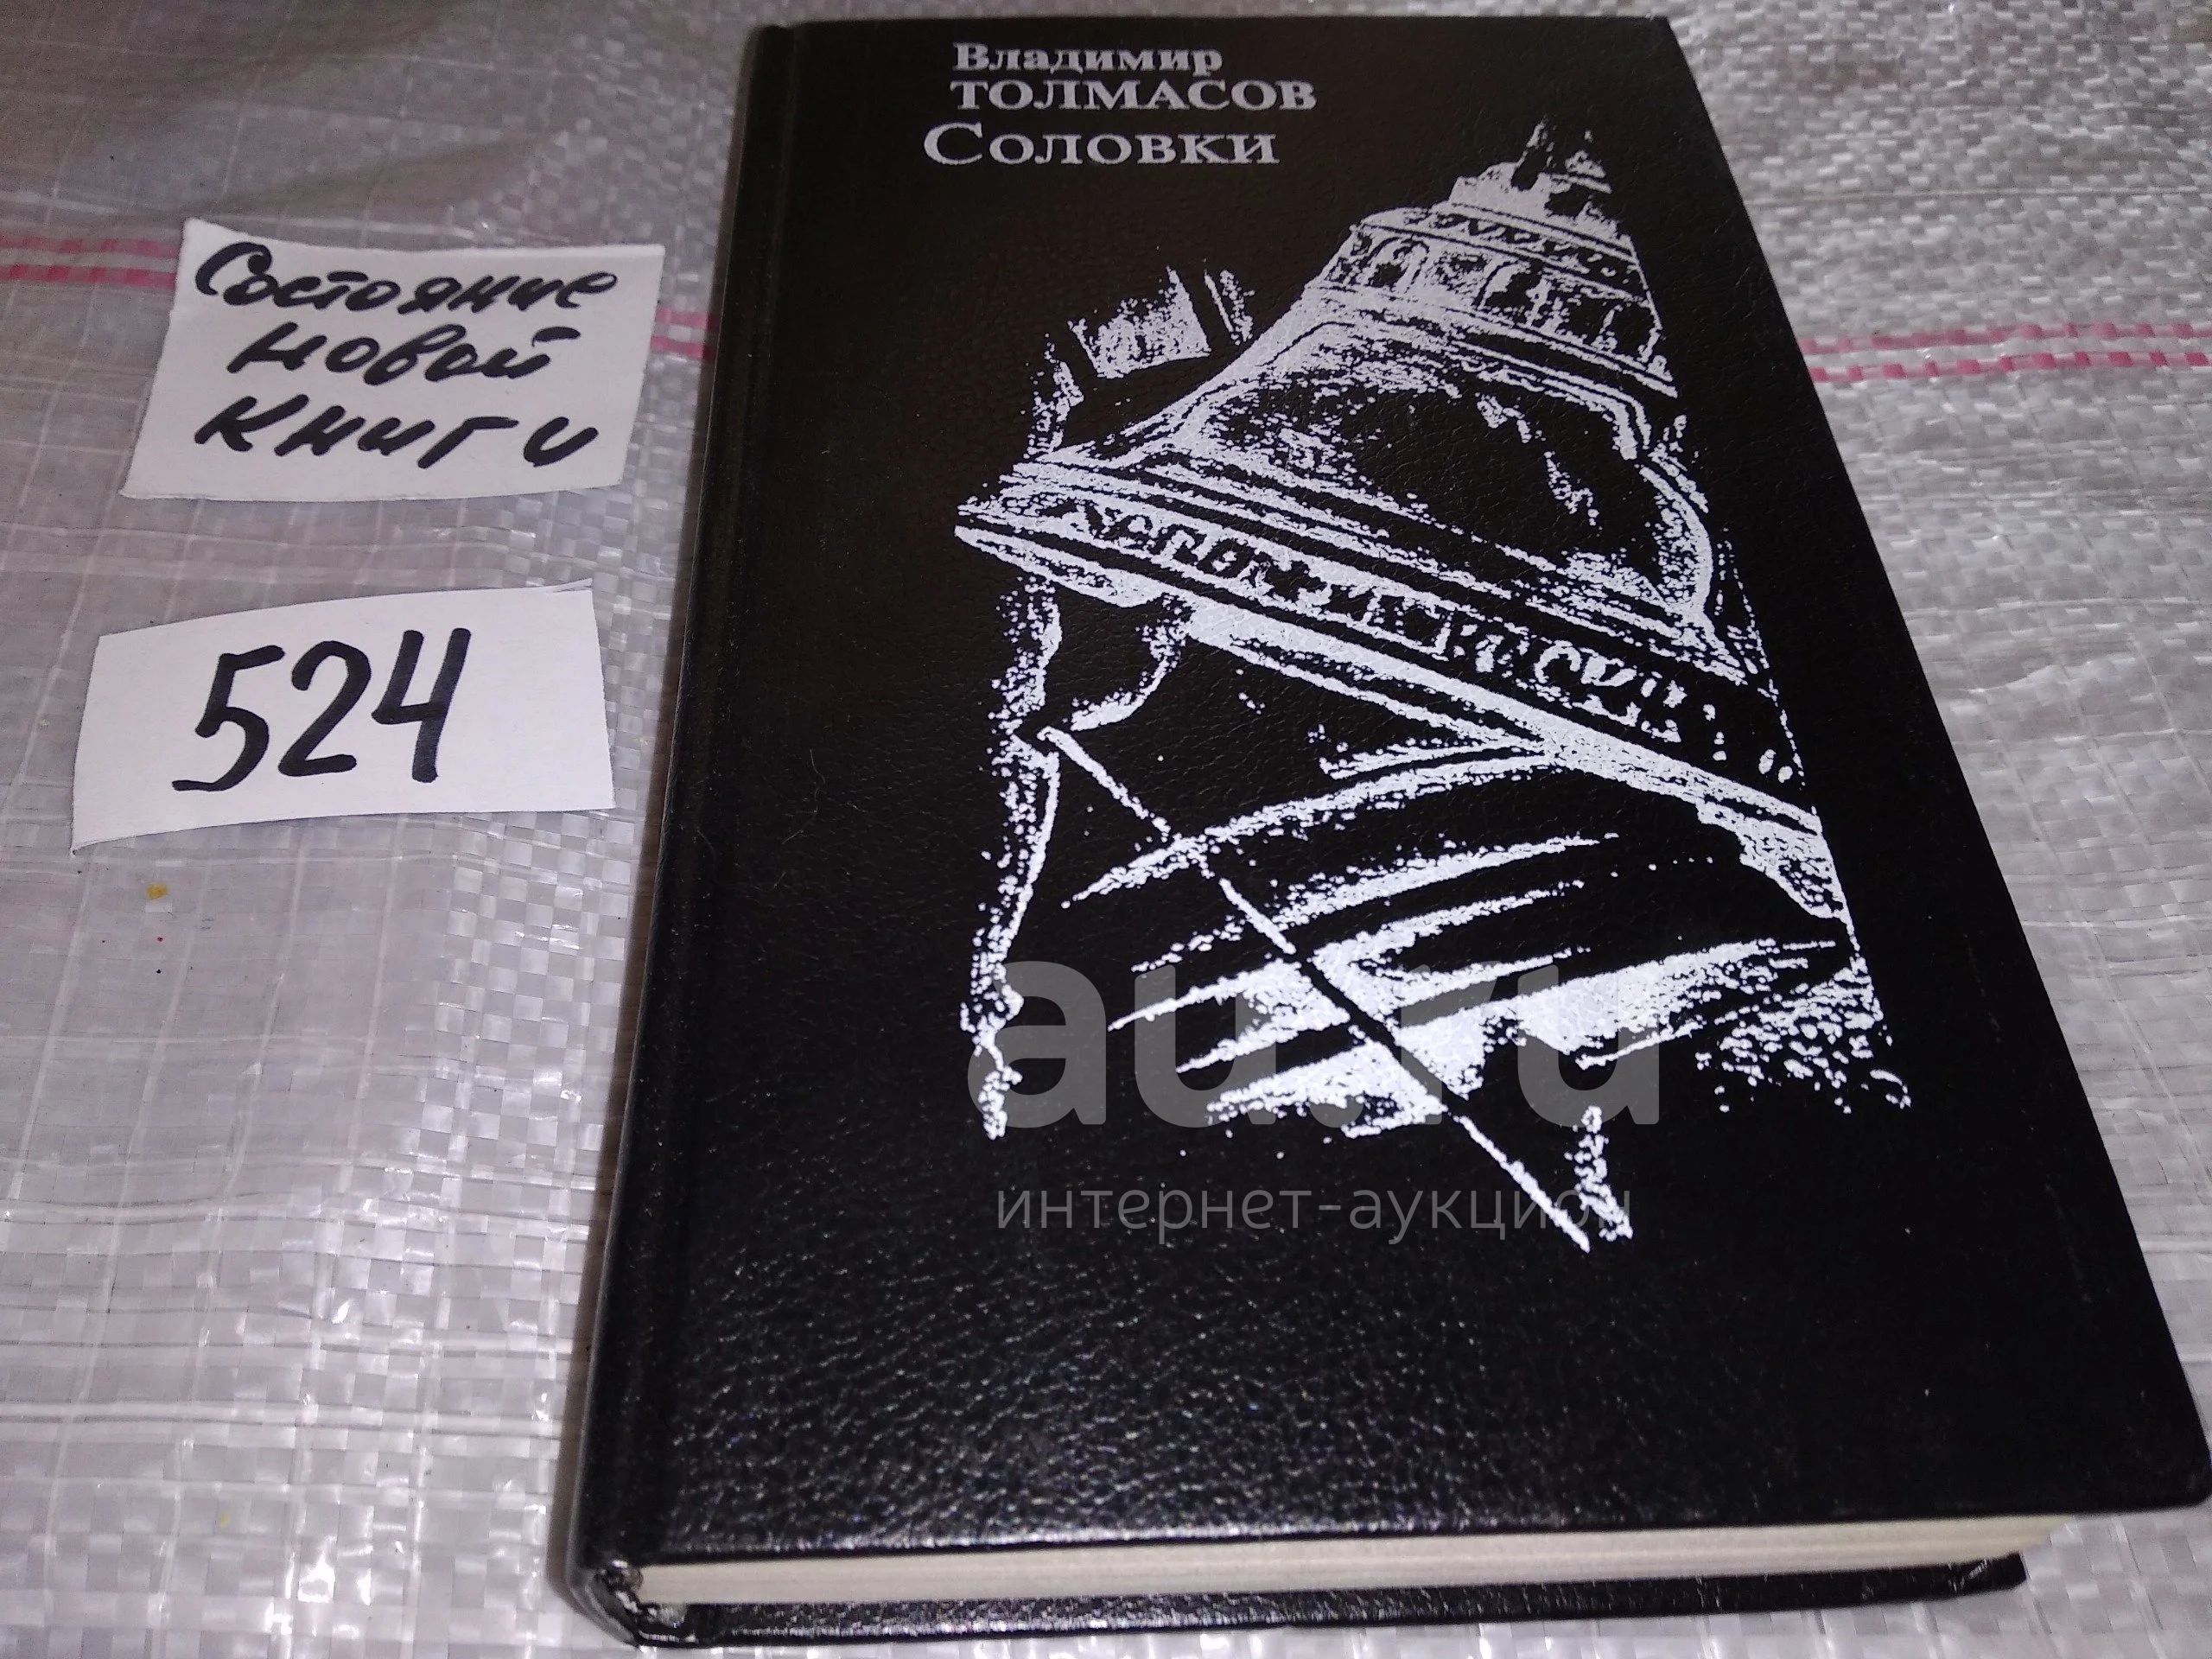 Владимир
ТОЛМАСОВ
СОЛОВКИ
Состояние
новой
книги
524
au.ru
интернет-аукцион